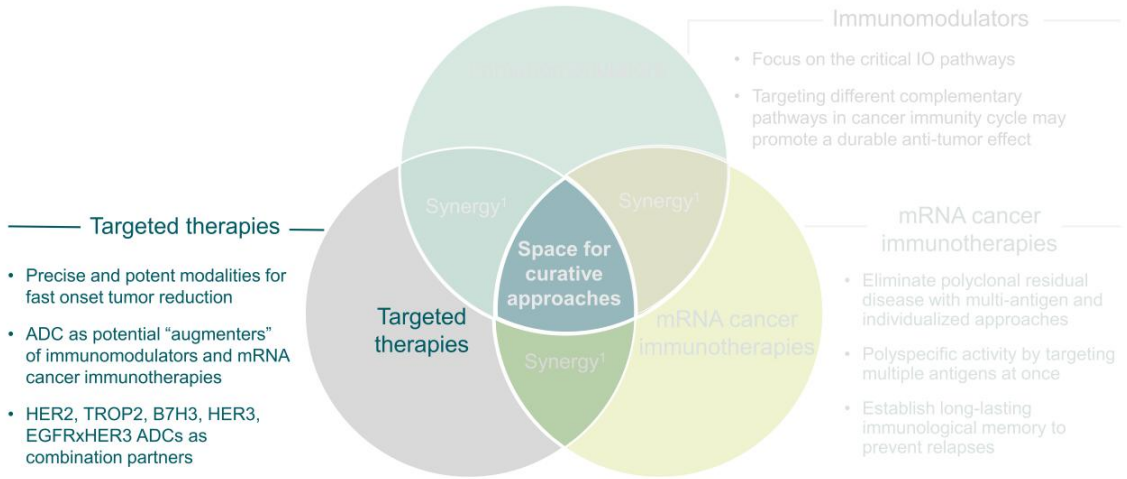 Immunomodulators
• Focus on the critical IO pathways
• Targeting different complementary
pathways in cancer immunity cycle may
promote a durable anti-tumor effect
Synergy1
Synergy1
Targeted therapies
• Precise and potent modalities for
fast onset tumor reduction
• ADC as potential “augmenters”
of immunomodulators and mRNA
cancer immunotherapies
• HER2, TROP2, B7H3, HER3,
EGFRxHER3 ADCs as
combination partners
Space for
curative
approaches
Targeted
therapies
mRNA cancer
immunotherapies
Synergy1
mRNA cancer
immunotherapies
• Eliminate polyclonal residual
disease with multi-antigen and
individualized approaches
• Polyspecific activity by targeting
multiple antigens at once
• Establish long-lasting
immunological memory to
prevent relapses